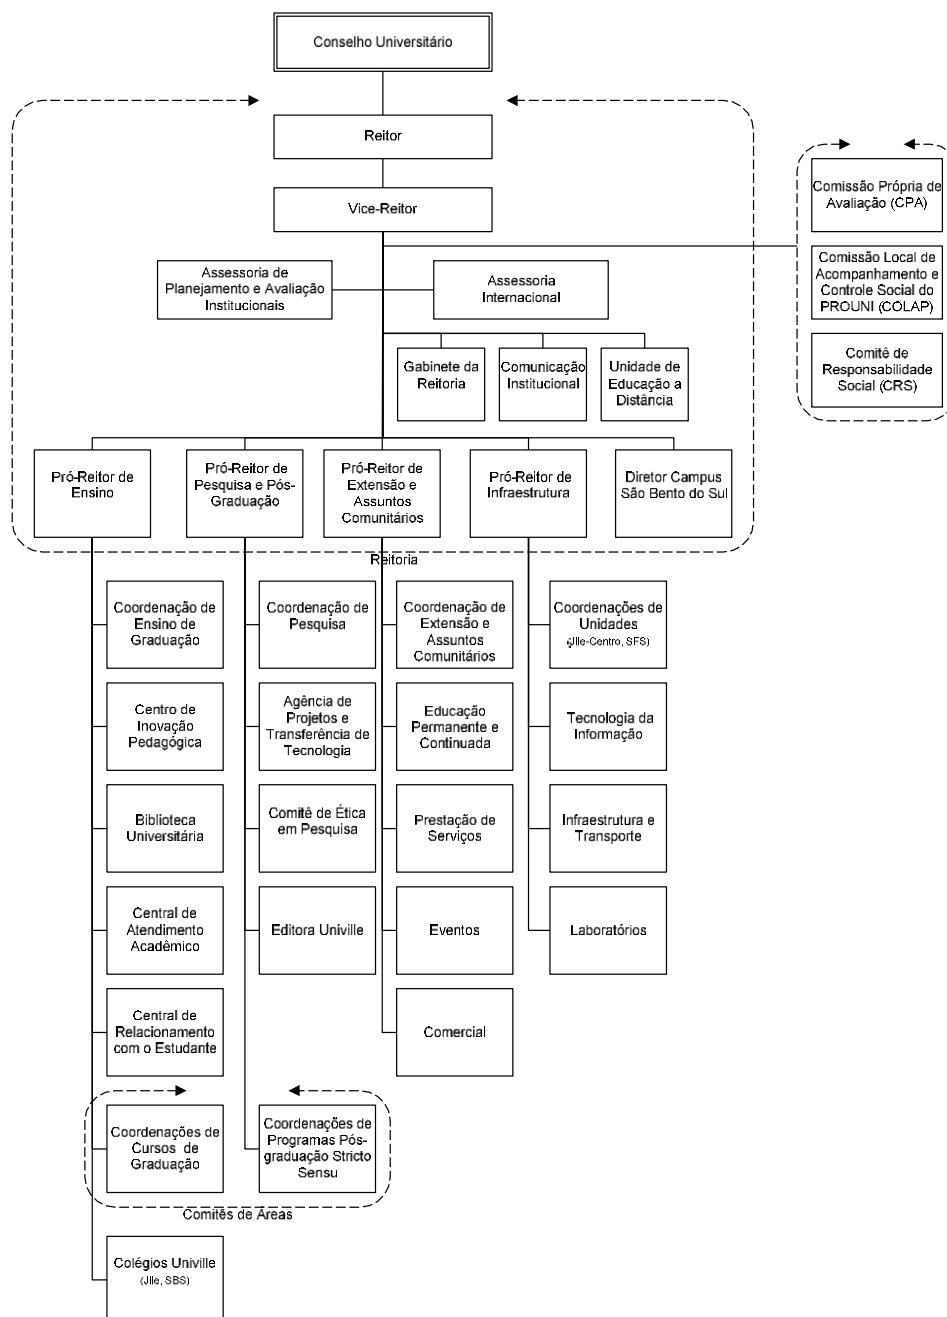 Conselho Universitário
Reitor
Vice-Reitor
Comissão Própria de
Avaliação (CPA)
Comissão Local de
Acompanhamento e
Controle Social do
PROUNI (COLAP)
Comitê de
Responsabilidade
Social (CRS)
Assessoria de
Planejamento e Avaliação
Institucionais
Assessoria
Internacional
Gabinete da
Reitoria
Comunicação
Institucional
Unidade de
Educação a
Distância
Pró-Reitor de
Ensino
Pró-Reitor de
Pesquisa e Pós-
Graduação
Pró-Reitor de
Extensão e
Assuntos
Comunitários
Pró-Reitor de
Infraestrutura
Diretor Campus
São Bento do Sul
Reitoria
Coordenação de
Ensino de
Graduação
Coordenação de
Pesquisa
Coordenação de
Extensão e
Assuntos
Comunitários
Coordenações de
Unidades
(Jlle-Centro, SFS)
Centro de
Inovação
Pedagógica
Agência de
Projetos e
Transferência de
Tecnologia
Educação
Permanente e
Continuada
Tecnologia da
Informação
Biblioteca
Universitária
Comitê de Ética
em Pesquisa
Prestação de
Serviços
Infraestrutura e
Transporte
Central de
Atendimento
Acadêmico
Editora Univille
Eventos
Laboratórios
Central de
Relacionamento
com o Estudante
Comercial
Coordenações de
Cursos de
Graduação
Coordenações de
Programas Pós-
graduação Stricto
Sensu
Comitês de Áreas
Colégios Univille
(Jlle, SBS)